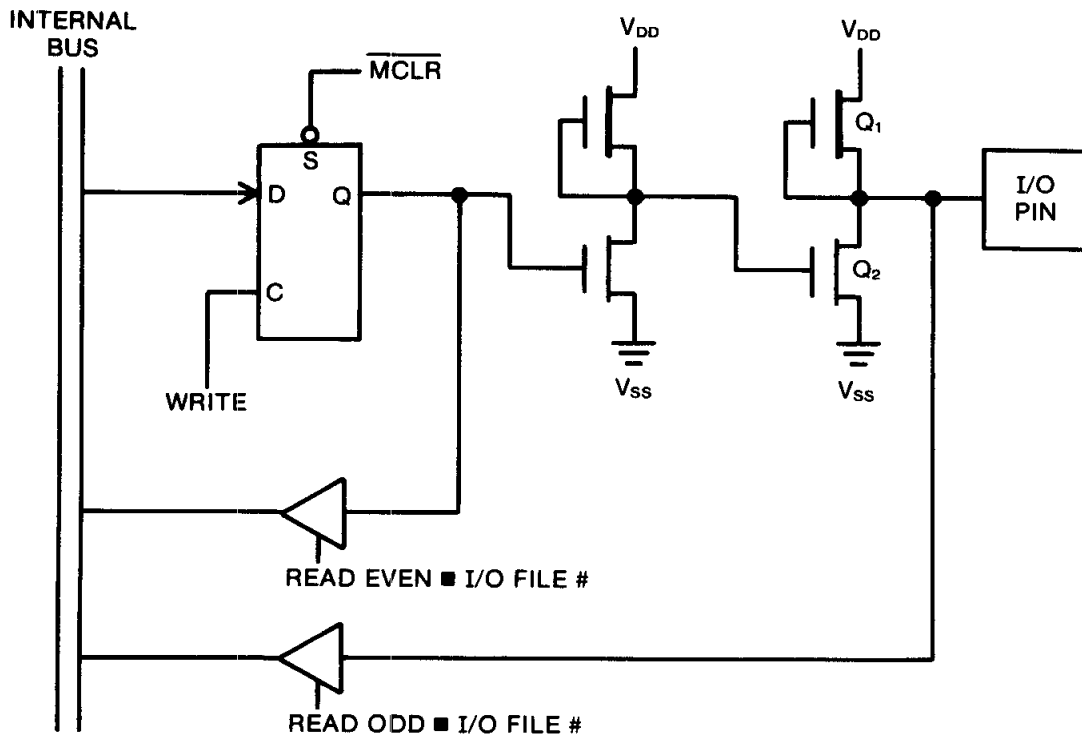 INTERNAL
BUS
MCLR
S
D
Q
C
WRITE
V_DD
V_SS
V_DD
Q₁
Q₂
V_SS
I/O
PIN
READ EVEN ■ I/O FILE #
READ ODD ■ I/O FILE #